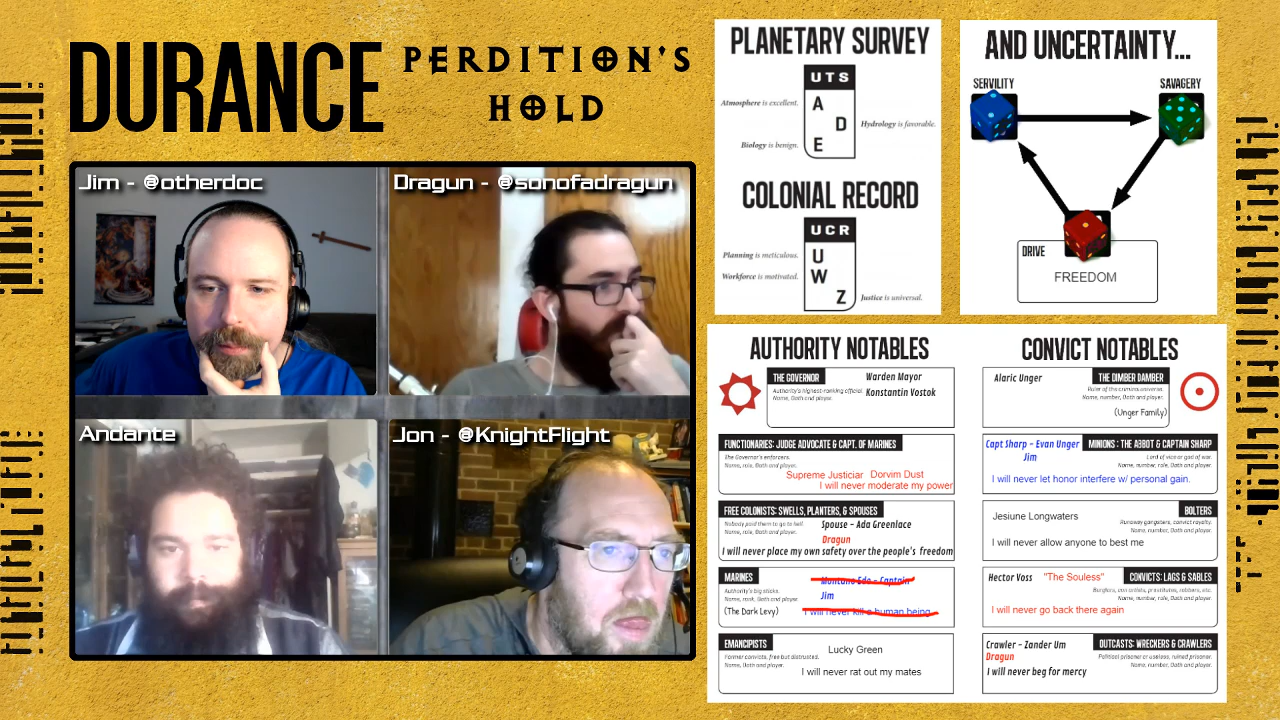 DURANCE
PERDITION'S
HOLD
Jim - @otherdoc
Dragun - @sonofadragun
Andante
Jon - @KnightFlight
PLANETARY SURVEY
UTS
Atmosphere is excellent.
A
D
Hydrology is favorable.
Biology is benign.
E
COLONIAL RECORD
UCR
Planning is meticulous.
U
Workforce is motivated.
W
Z
Justice is universal.
AND UNCERTAINTY...
SERVILITY
SAVAGERY
DRIVE
FREEDOM
AUTHORITY NOTABLES
THE GOVERNOR
Authority's highest-ranking official.
Name, Oath and player.
Warden Mayor
Konstantin Vostok
FUNCTIONARIES: JUDGE ADVOCATE & CAPT. OF MARINES
The Governor's enforcers.
Name, role, Oath and player.
Supreme Justiciar Dorvim Dust
I will never moderate my power
FREE COLONISTS: SWELLS, PLANTERS, & SPOUSES
Nobody paid them to go to hell.
Name, role, Oath and player.
Spouse - Ada Greenlace
Dragun
I will never place my own safety over the people's freedom
MARINES
Authority's big sticks.
Name, rank, Oath and player
(The Dark Levy)
Montano Edo - Captain
Jim
I will never kill a human being
EMANCIPISTS
Former convicts, free but distrusted.
Name, Oath and player.
Lucky Green
I will never rat out my mates
CONVICT NOTABLES
Alaric Unger
THE DIMBER DAMBER
Ruler of the criminal universe.
Name, number, Oath and player.
(Unger Family)
Capt Sharp - Evan Unger
Jim
MINIONS: THE ABBOT & CAPTAIN SHARP
Lord of vice or god of war.
Name, number, role, Oath and player.
I will never let honor interfere w/ personal gain.
Jesiune Longwaters
BOLTERS
Runaway gangsters, convict royalty.
Name, number, Oath and player.
I will never allow anyone to best me
Hector Voss "The Souless"
CONVICTS: LAGS & SABLES
Burglars, con artists, prostitutes, robbers, etc.
Name, number, role, Oath and player.
I will never go back there again
Crawler - Zander Um
Dragun
OUTCASTS: WRECKERS & CRAWLERS
Political prisoner or useless, ruined prisoner.
Name, number, Oath and player.
I will never beg for mercy